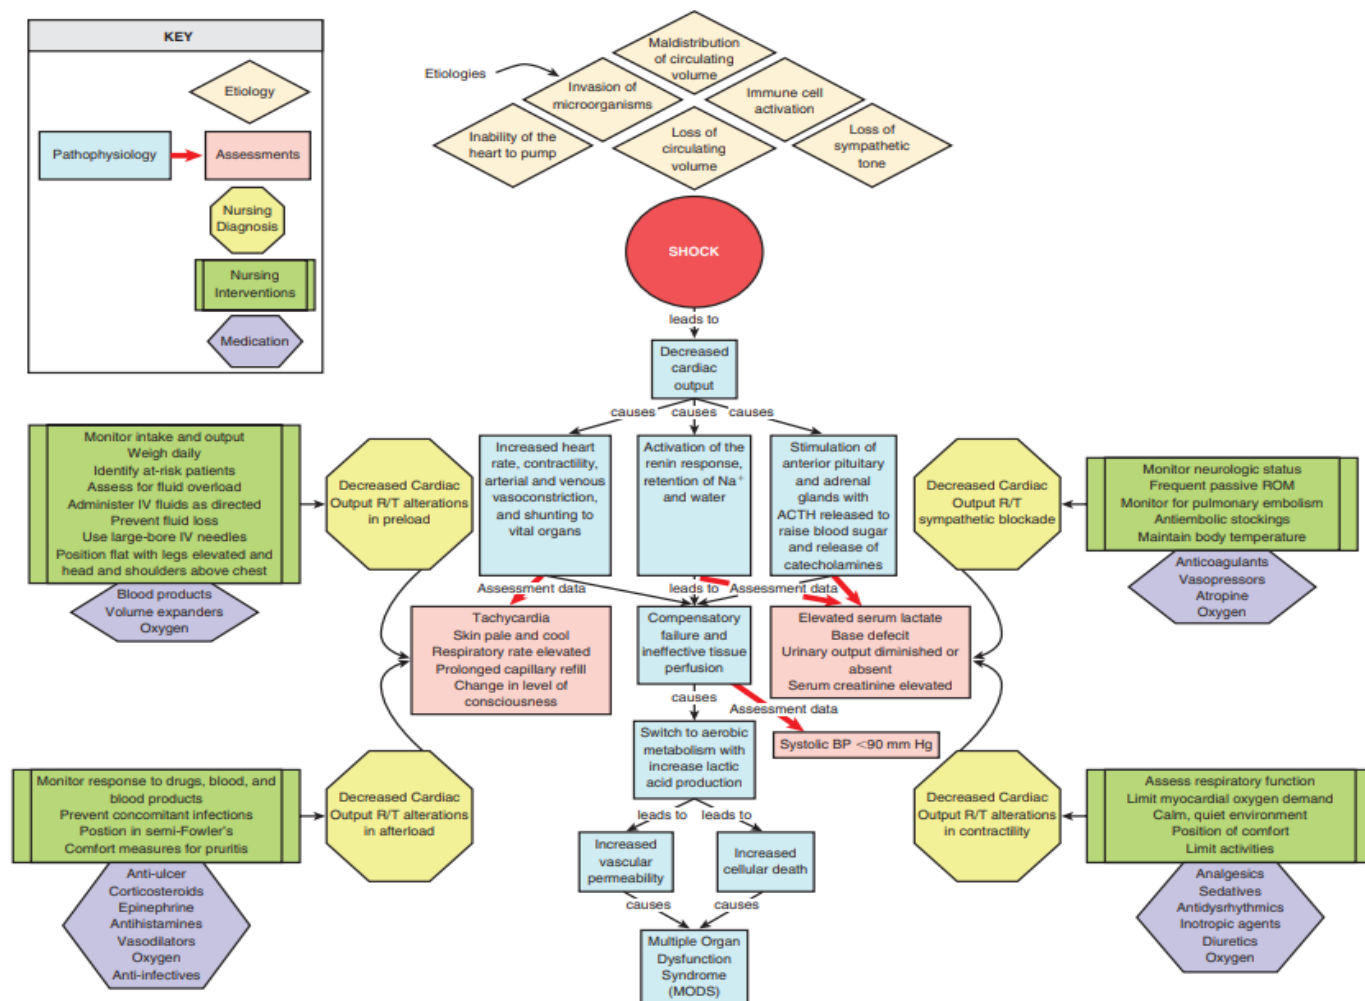 KEY
Etiology
Pathophysiology
Assessments
Nursing
Diagnosis
Nursing
Interventions
Medication
Etiologies
Maldistribution
of circulating
volume
Invasion of
microorganisms
Immune cell
activation
Inability of the
heart to pump
Loss of
circulating
volume
Loss of
sympathetic
tone
SHOCK
leads to
Decreased
cardiac
output
causes
causes
causes
Monitor intake and output
Weigh daily
Identify at-risk patients
Assess for fluid overload
Administer IV fluids as directed
Prevent fluid loss
Use large-bore IV needles
Position flat with legs elevated and
head and shoulders above chest
Blood products
Volume expanders
Oxygen
Decreased Cardiac
Output R/T alterations
in preload
Increased heart
rate, contractility,
arterial and venous
vasoconstriction,
and shunting to
vital organs
Activation of the
renin response,
retention of Na⁺
and water
Stimulation of
anterior pituitary
and adrenal
glands with
ACTH released to
raise blood sugar
and release of
catecholamines
Decreased Cardiac
Output R/T
sympathetic blockade
Monitor neurologic status
Frequent passive ROM
Monitor for pulmonary embolism
Antiembolic stockings
Maintain body temperature
Anticoagulants
Vasopressors
Atropine
Oxygen
Assessment data
leads to
Assessment data
Tachycardia
Skin pale and cool
Respiratory rate elevated
Prolonged capillary refill
Change in level of
consciousness
Compensatory
failure and
ineffective tissue
perfusion
Elevated serum lactate
Base defecit
Urinary output diminished or
absent
Serum creatinine elevated
causes
Assessment data
Systolic BP <90 mm Hg
Switch to aerobic
metabolism with
increase lactic
acid production
Monitor response to drugs, blood, and
blood products
Prevent concomitant infections
Postion in semi-Fowler's
Comfort measures for pruritis
Anti-ulcer
Corticosteroids
Epinephrine
Antihistamines
Vasodilators
Oxygen
Anti-infectives
Decreased Cardiac
Output R/T alterations
in afterload
leads to
leads to
Increased
vascular
permeability
Increased
cellular death
causes
causes
Multiple Organ
Dysfunction
Syndrome
(MODS)
Decreased Cardiac
Output R/T alterations
in contractility
Assess respiratory function
Limit myocardial oxygen demand
Calm, quiet environment
Position of comfort
Limit activities
Analgesics
Sedatives
Antidysrhythmics
Inotropic agents
Diuretics
Oxygen